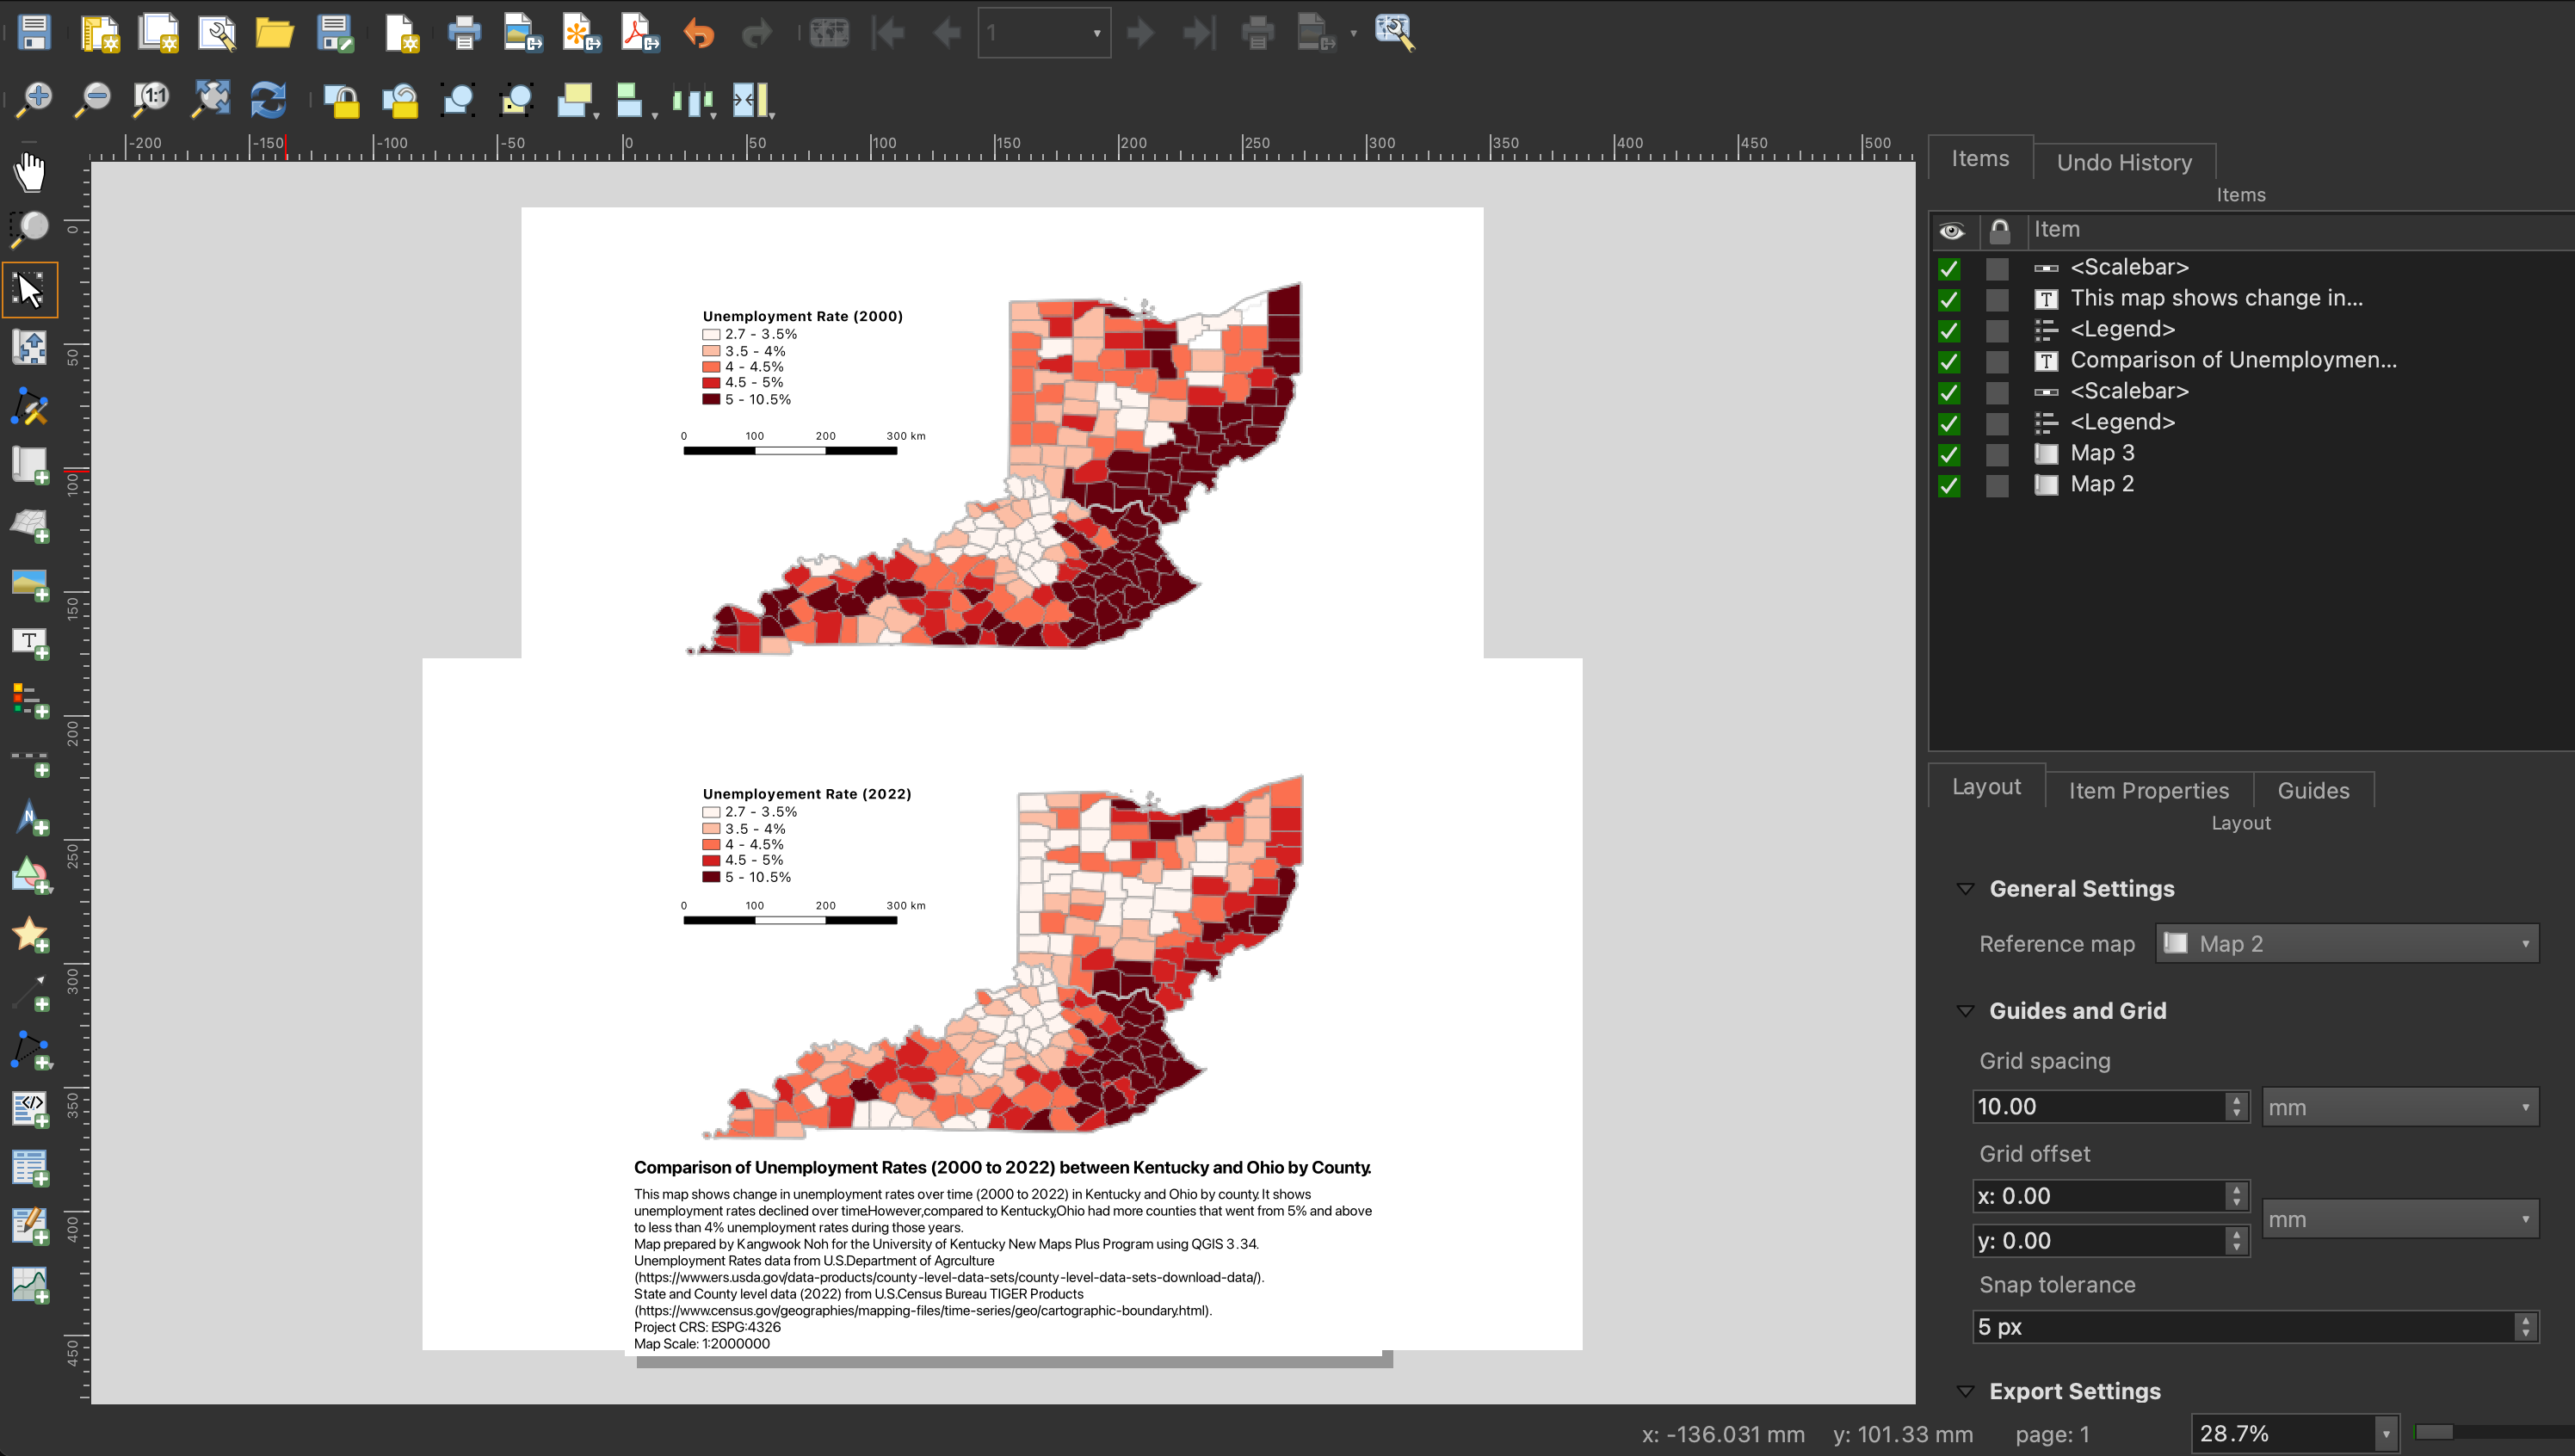 1
1:1
-200 -150 -100 -50 0 50 100 150 200 250 300 350 400 450 500
0 50 100 150 200 250 300 350 400 450
Items
Undo History
Items
Item
<Scalebar>
This map shows change in...
<Legend>
Comparison of Unemploymen...
<Scalebar>
<Legend>
Map 3
Map 2
Unemployment Rate (2000)
2.7 - 3.5%
3.5 - 4%
4 - 4.5%
4.5 - 5%
5 - 10.5%
0 100 200 300 km
Unemployement Rate (2022)
2.7 - 3.5%
3.5 - 4%
4 - 4.5%
4.5 - 5%
5 - 10.5%
0 100 200 300 km
Comparison of Unemployment Rates (2000 to 2022) between Kentucky and Ohio by County.
This map shows change in unemployment rates over time (2000 to 2022) in Kentucky and Ohio by county. It shows
unemployment rates declined over time.However,compared to Kentucky,Ohio had more counties that went from 5% and above
to less than 4% unemployment rates during those years.
Map prepared by Kangwook Noh for the University of Kentucky New Maps Plus Program using QGIS 3.34.
Unemployment Rates data from U.S.Department of Agrculture
(https://www.ers.usda.gov/data-products/county-level-data-sets/county-level-data-sets-download-data/).
State and County level data (2022) from U.S.Census Bureau TIGER Products
(https://www.census.gov/geographies/mapping-files/time-series/geo/cartographic-boundary.html).
Project CRS: ESPG:4326
Map Scale: 1:2000000
Layout
Item Properties
Guides
Layout
General Settings
Reference map
Map 2
Guides and Grid
Grid spacing
10.00
mm
Grid offset
x: 0.00
y: 0.00
mm
Snap tolerance
5 px
Export Settings
x: -136.031 mm
y: 101.33 mm
page: 1
28.7%